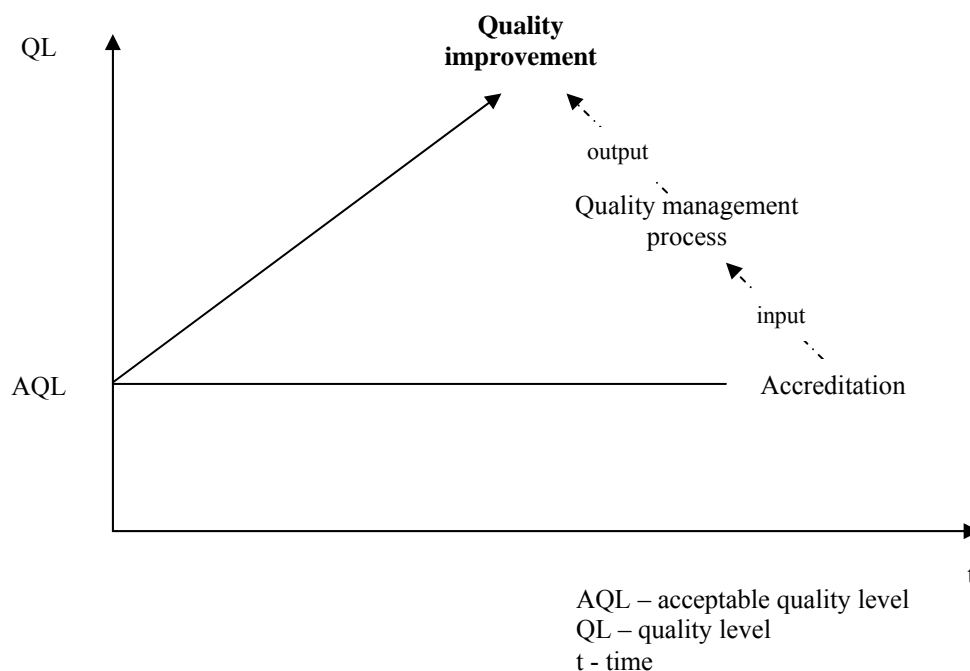 Quality
improvement
QL
output
Quality management
process
input
AQL
Accreditation
t
AQL – acceptable quality level
QL – quality level
t - time